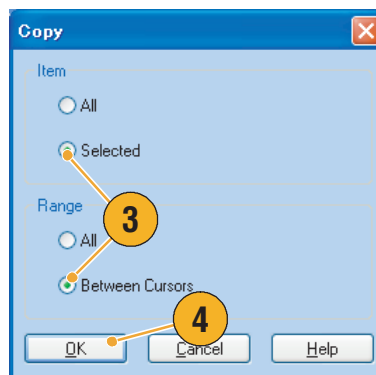 Copy
Item
All
Selected
Range
3
All
Between Cursors
4
OK Cancel Help